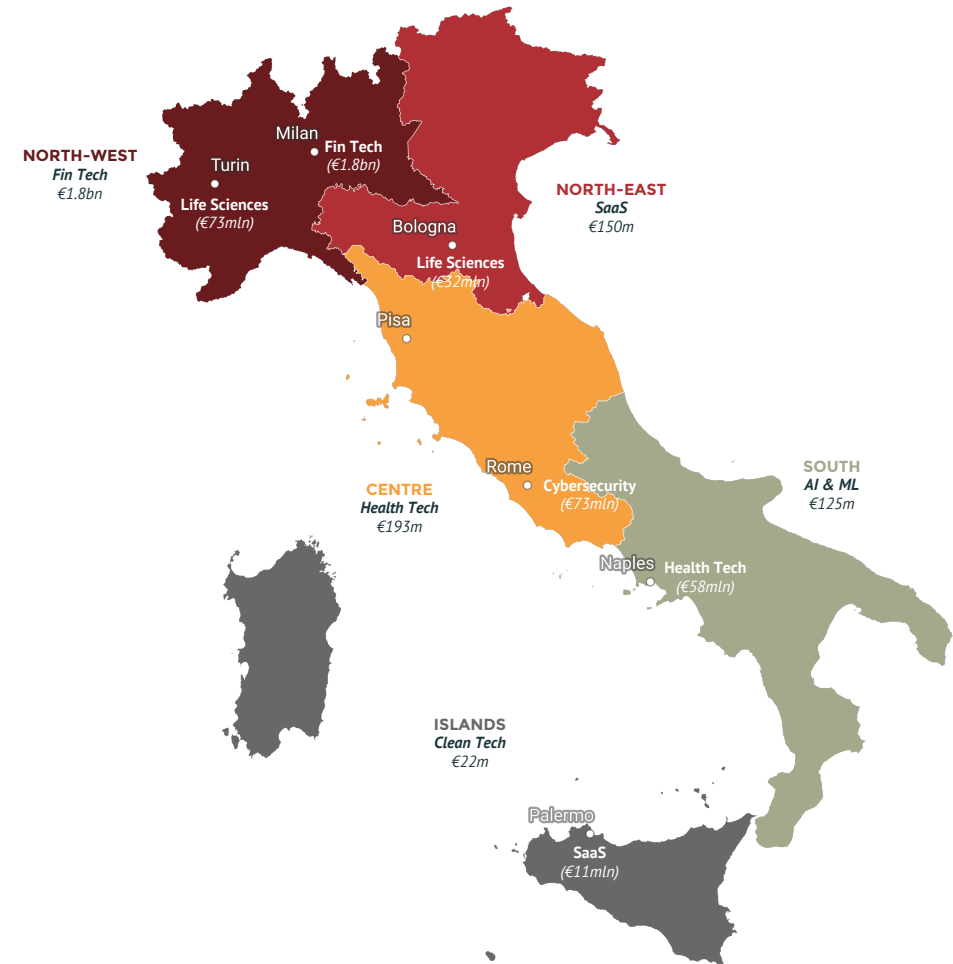 Milan
Fin Tech
(€1.8bn)
NORTH-WEST
Fin Tech
€1.8bn
Turin
Life Sciences
(€73mln)
NORTH-EAST
SaaS
€150m
Bologna
Life Sciences
(€32mln)
Pisa
Rome
Cybersecurity
(€73mln)
CENTRE
Health Tech
€193m
SOUTH
AI & ML
€125m
Naples
Health Tech
(€58mln)
ISLANDS
Clean Tech
€22m
Palermo
SaaS
(€11mln)